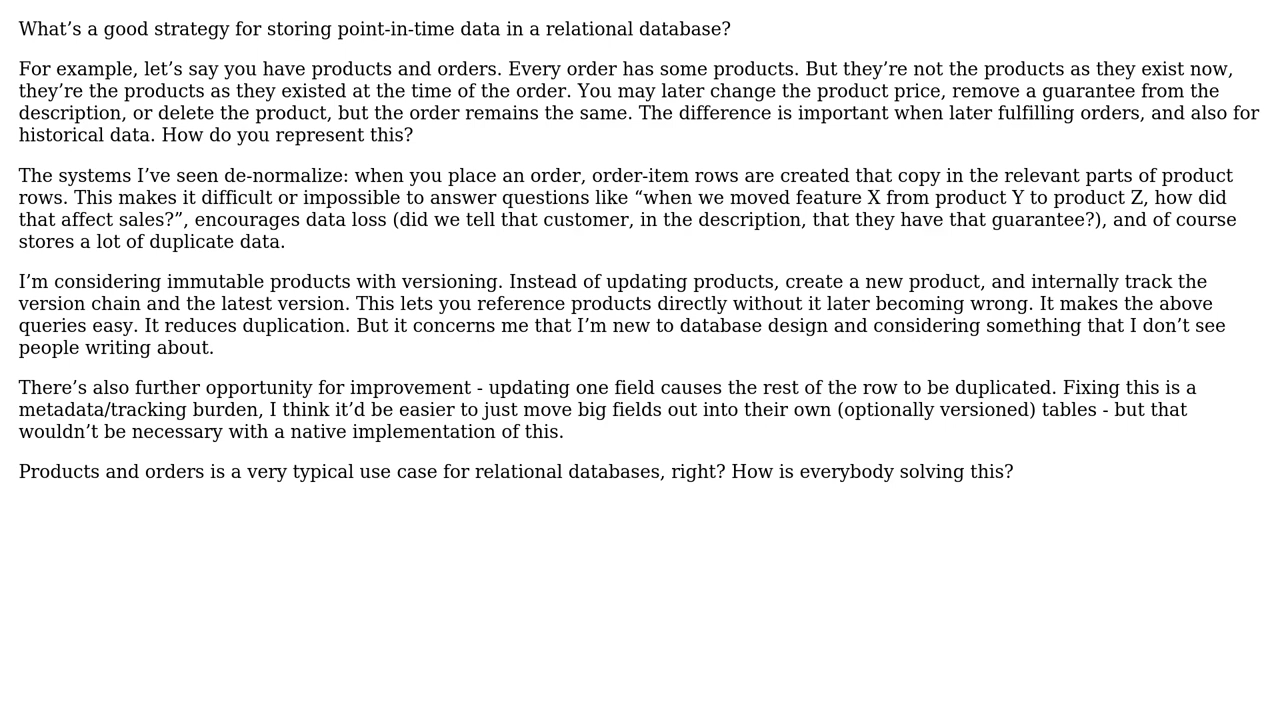 What’s a good strategy for storing point-in-time data in a relational database?
For example, let’s say you have products and orders. Every order has some products. But they’re not the products as they exist now,
they’re the products as they existed at the time of the order. You may later change the product price, remove a guarantee from the
description, or delete the product, but the order remains the same. The difference is important when later fulfilling orders, and also for
historical data. How do you represent this?
The systems I’ve seen de-normalize: when you place an order, order-item rows are created that copy in the relevant parts of product
rows. This makes it difficult or impossible to answer questions like “when we moved feature X from product Y to product Z, how did
that affect sales?”, encourages data loss (did we tell that customer, in the description, that they have that guarantee?), and of course
stores a lot of duplicate data.
I’m considering immutable products with versioning. Instead of updating products, create a new product, and internally track the
version chain and the latest version. This lets you reference products directly without it later becoming wrong. It makes the above
queries easy. It reduces duplication. But it concerns me that I’m new to database design and considering something that I don’t see
people writing about.
There’s also further opportunity for improvement - updating one field causes the rest of the row to be duplicated. Fixing this is a
metadata/tracking burden, I think it’d be easier to just move big fields out into their own (optionally versioned) tables - but that
wouldn’t be necessary with a native implementation of this.
Products and orders is a very typical use case for relational databases, right? How is everybody solving this?